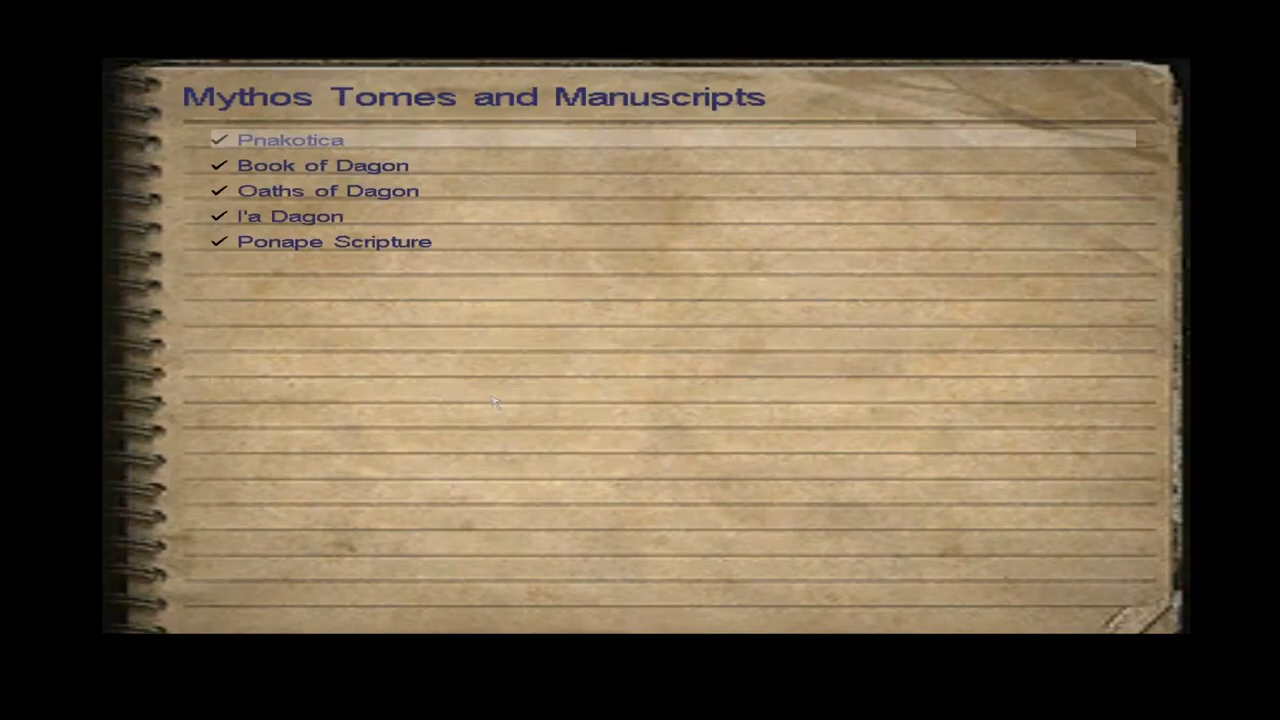 Mythos Tomes and Manuscripts
Pnakotica
Book of Dagon
Oaths of Dagon
I'a Dagon
Ponape Scripture